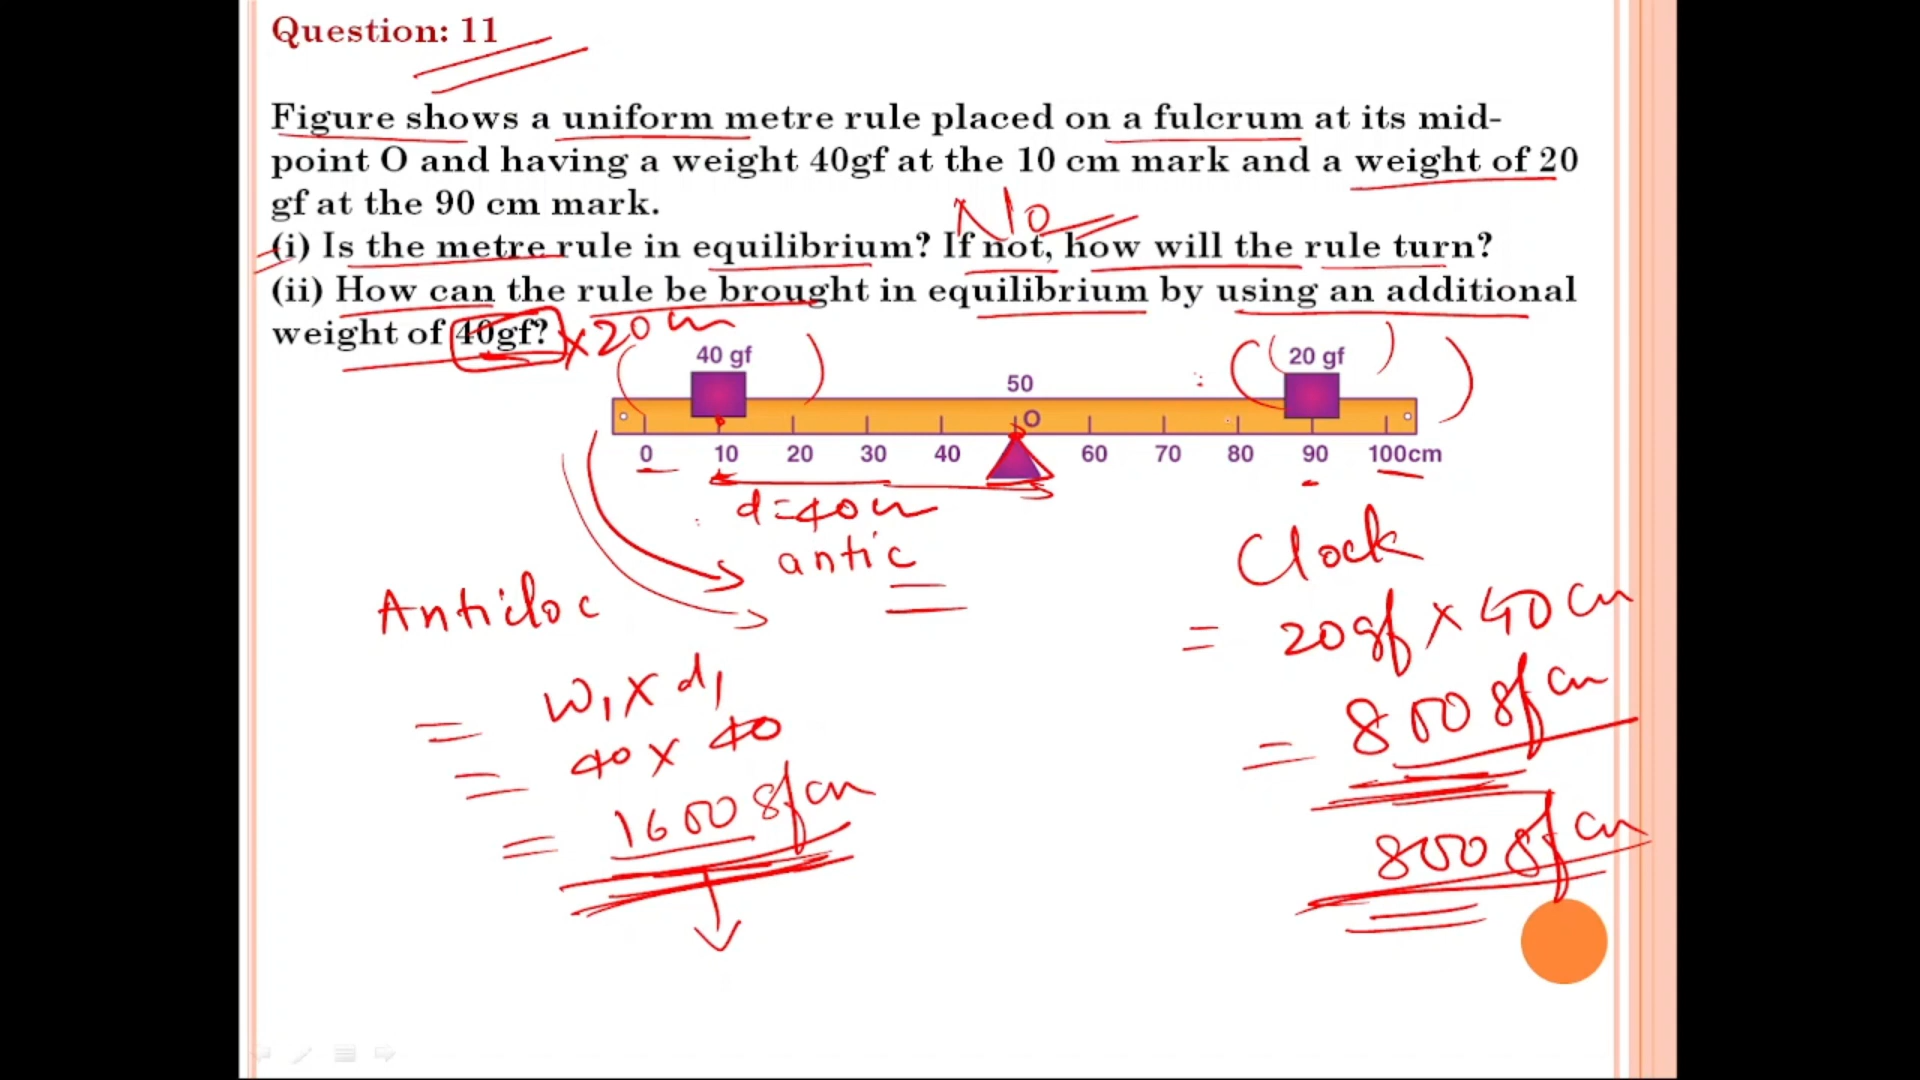 Question: 11
Figure shows a uniform metre rule placed on a fulcrum at its mid-
point O and having a weight 40gf at the 10 cm mark and a weight of 20
gf at the 90 cm mark.
No
(i) Is the metre rule in equilibrium? If not, how will the rule turn?
(ii) How can the rule be brought in equilibrium by using an additional
weight of 40gf? × 20 cm
40 gf
20 gf
50
O
0 10 20 30 40 60 70 80 90 100cm
d = 40 cm
antic
Clock
Anticloc
= 20gf × 40 cm
= W₁ × d₁
= 800 gf cm
= 40 × 40
= 1600 gf cm
800 gf cm